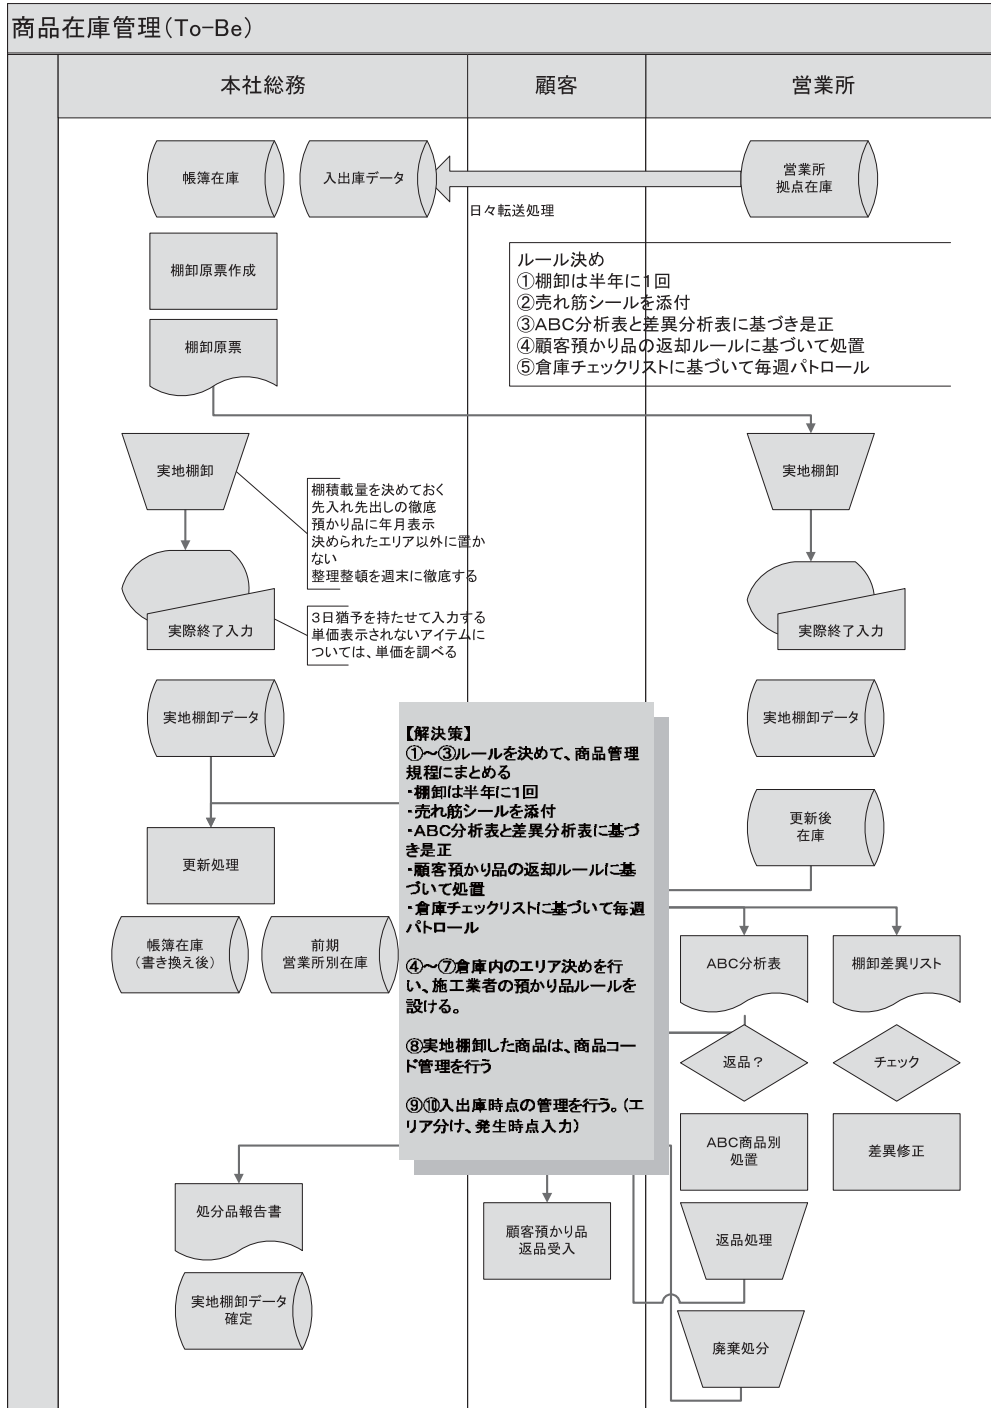 商品在庫管理(To-Be)
本社総務
顧客
営業所
帳簿在庫
入出庫データ
営業所
拠点在庫
日々転送処理
棚卸原票作成
ルール決め
①棚卸は半年に1回
②売れ筋シールを添付
③ABC分析表と差異分析表に基づき是正
④顧客預かり品の返却ルールに基づいて処置
⑤倉庫チェックリストに基づいて毎週パトロール
棚卸原票
実地棚卸
実地棚卸
棚積載量を決めておく
先入れ先出しの徹底
預かり品に年月表示
決められたエリア以外に置か
ない
整理整頓を週末に徹底する
実際終了入力
3日猶予を持たせて入力する
単価表示されないアイテムに
ついては、単価を調べる
実際終了入力
実地棚卸データ
実地棚卸データ
【解決策】
①～③ルールを決めて、商品管理
規程にまとめる
・棚卸は半年に1回
・売れ筋シールを添付
・ABC分析表と差異分析表に基づ
き是正
・顧客預かり品の返却ルールに基
づいて処置
・倉庫チェックリストに基づいて毎週
パトロール
④～⑦倉庫内のエリア決めを行
い、施工業者の預かり品ルールを
設ける。
⑧実地棚卸した商品は、商品コー
ド管理を行う
⑨⑩入出庫時点の管理を行う。(エ
リア分け、発生時点入力)
更新処理
更新後
在庫
帳簿在庫
(書き換え後)
前期
営業所別在庫
ABC分析表
棚卸差異リスト
返品?
チェック
ABC商品別
処置
差異修正
処分品報告書
顧客預かり品
返品受入
返品処理
実地棚卸データ
確定
廃棄処分